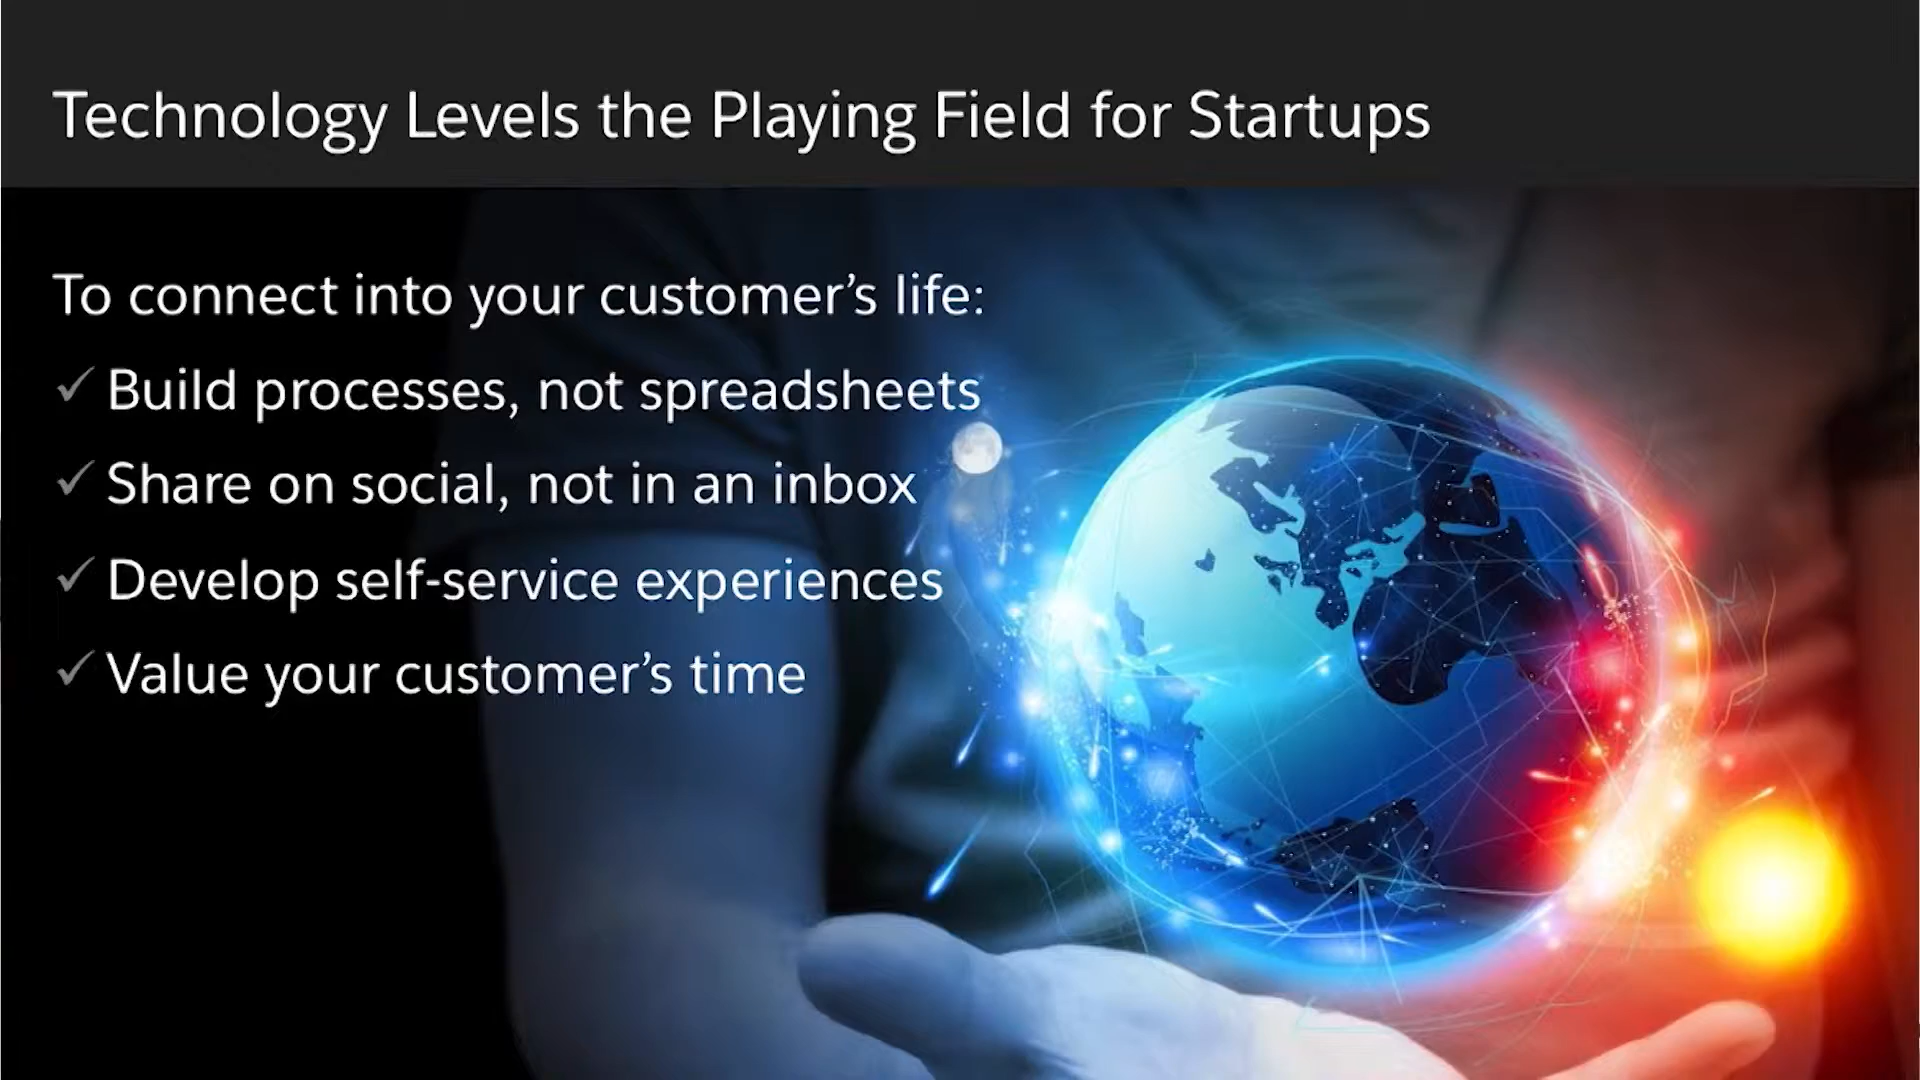 Technology Levels the Playing Field for Startups
To connect into your customer’s life:
✓ Build processes, not spreadsheets
✓ Share on social, not in an inbox
✓ Develop self-service experiences
✓ Value your customer’s time